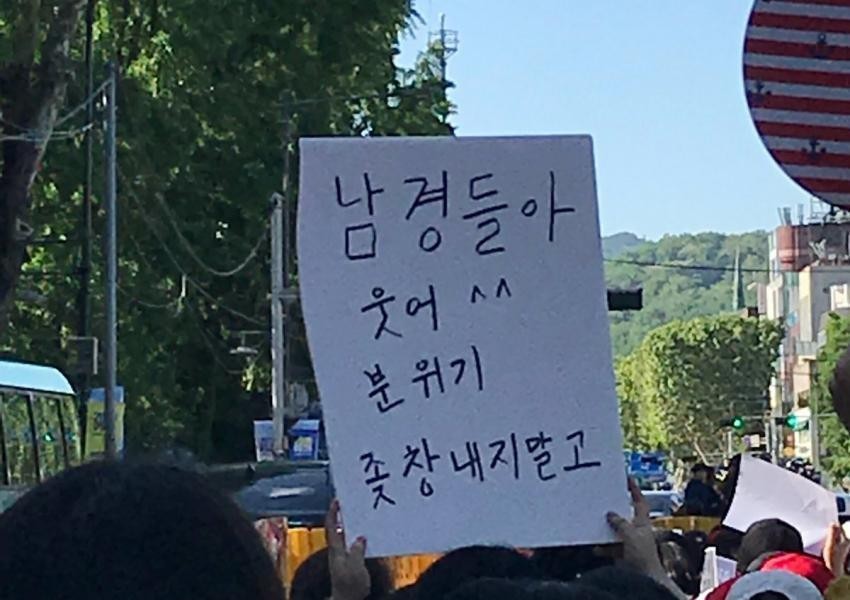 남경들아
웃어 ^^
분위기
좆창내지말고